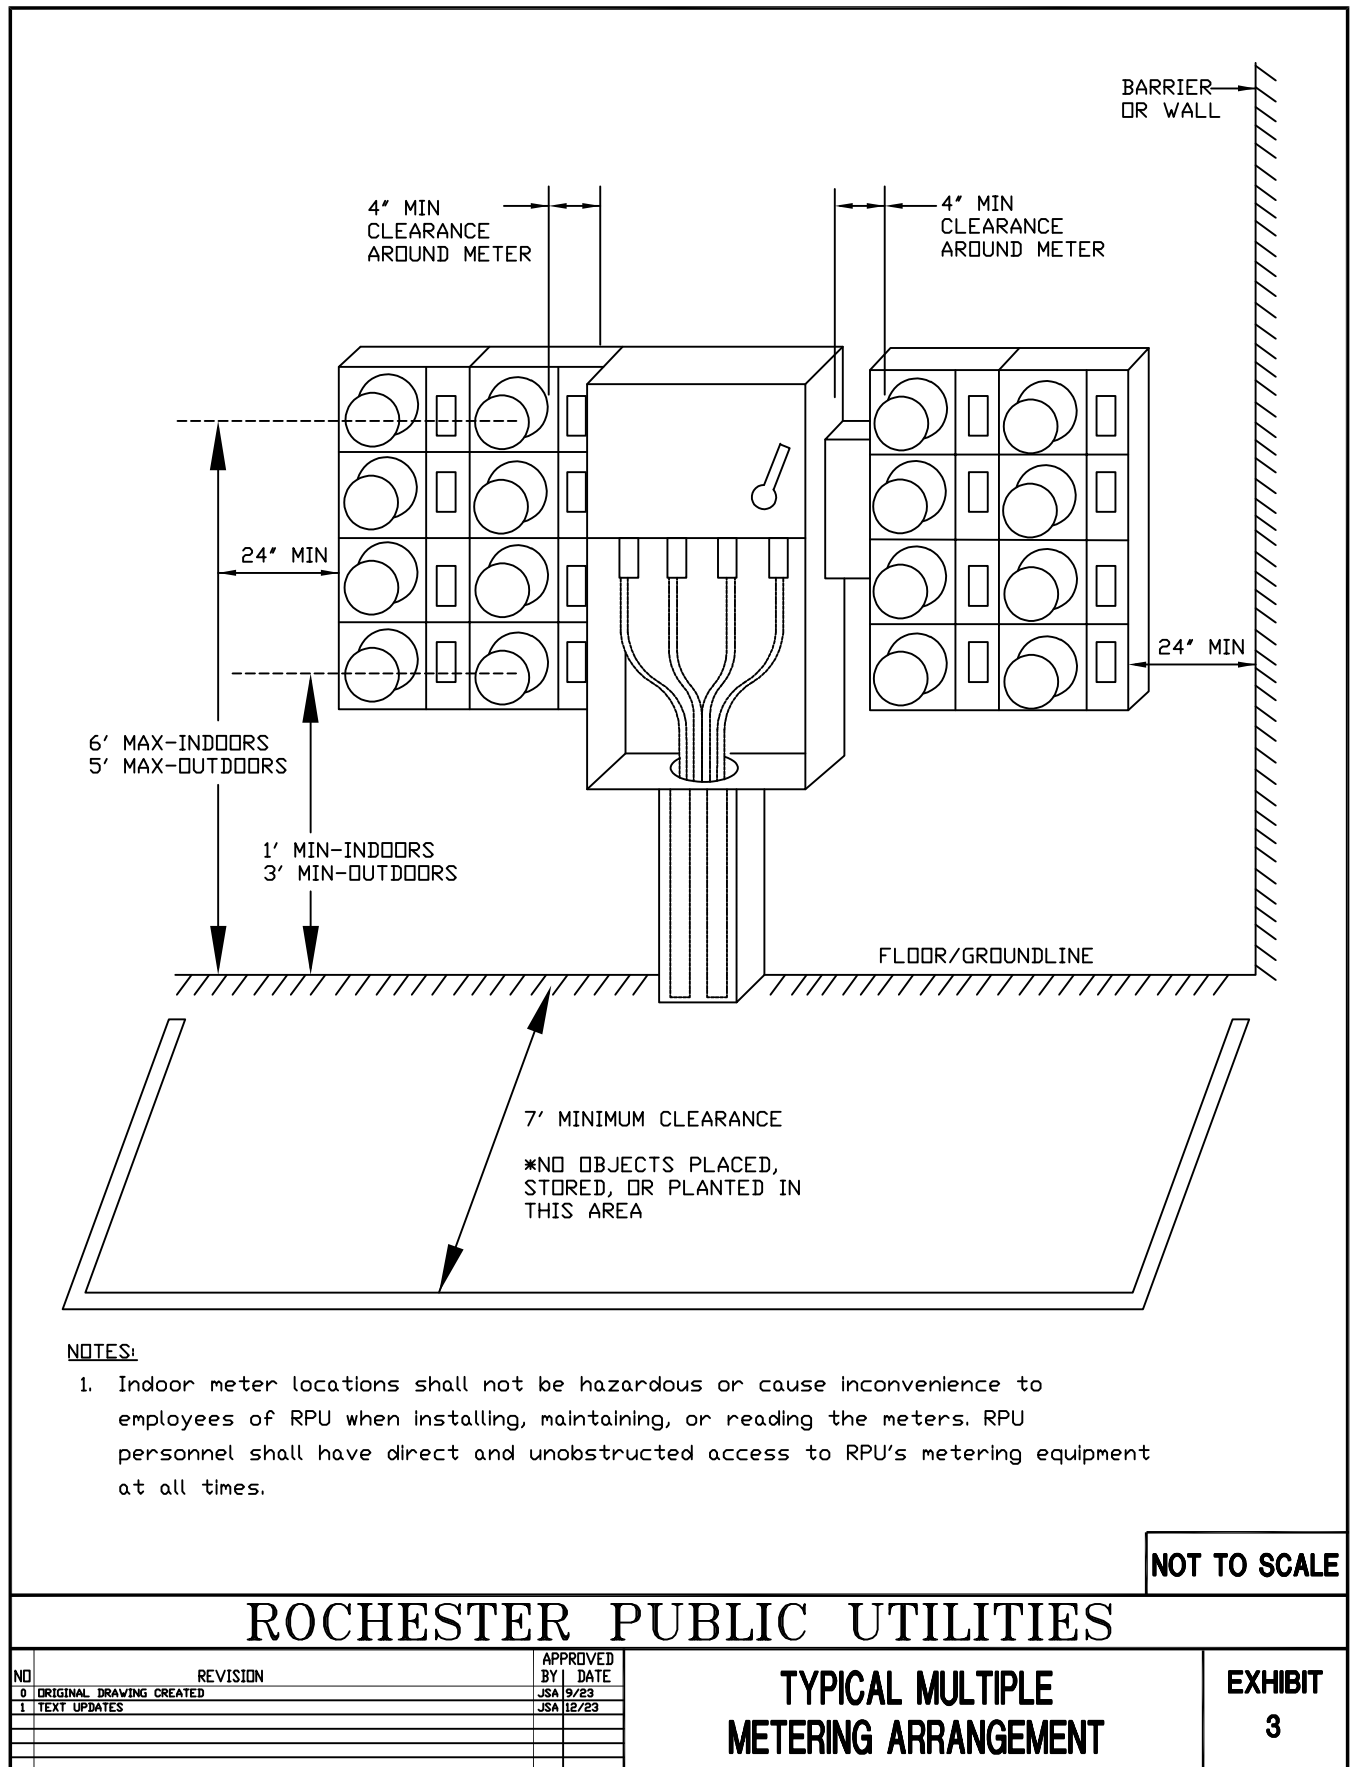 BARRIER
OR WALL
4" MIN
CLEARANCE
AROUND METER
4" MIN
CLEARANCE
AROUND METER
24" MIN
24" MIN
6' MAX-INDOORS
5' MAX-OUTDOORS
1' MIN-INDOORS
3' MIN-OUTDOORS
FLOOR/GROUNDLINE
7' MINIMUM CLEARANCE
*NO OBJECTS PLACED,
STORED, OR PLANTED IN
THIS AREA
NOTES:
1. Indoor meter locations shall not be hazardous or cause inconvenience to
employees of RPU when installing, maintaining, or reading the meters. RPU
personnel shall have direct and unobstructed access to RPU's metering equipment
at all times.
NOT TO SCALE
ROCHESTER PUBLIC UTILITIES
APPROVED
NO REVISION BY DATE
0 ORIGINAL DRAWING CREATED JSA 9/23
1 TEXT UPDATES JSA 12/23
TYPICAL MULTIPLE
METERING ARRANGEMENT
EXHIBIT
3